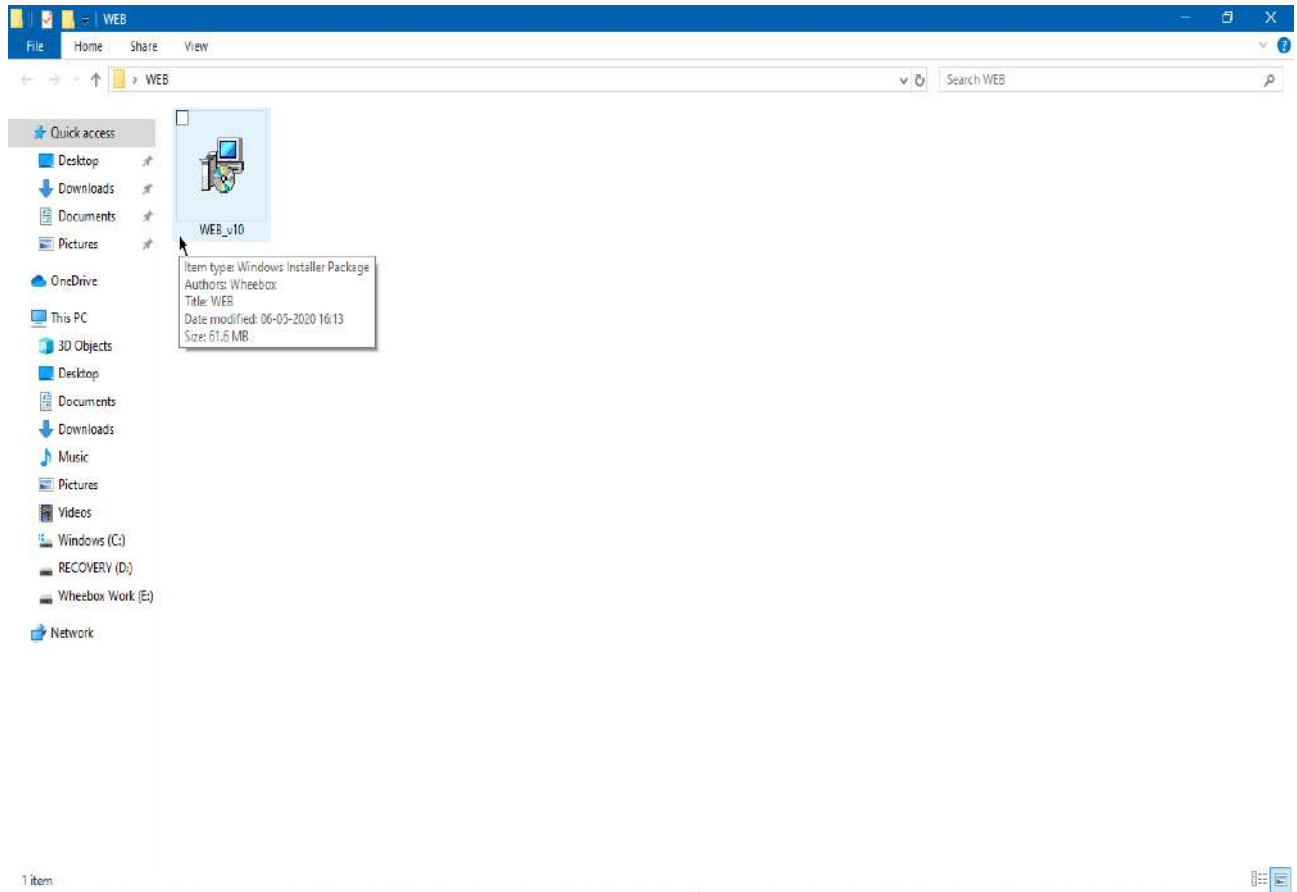 WEB
File Home Share View
WEB
Search WEB
Quick access
Desktop
Downloads
Documents
Pictures
OneDrive
This PC
3D Objects
Desktop
Documents
Downloads
Music
Pictures
Videos
Windows (C:)
RECOVERY (D:)
Wheebox Work (E:)
Network
WEB_v10
Item type: Windows Installer Package
Authors: Wheebox
Title: WEB
Date modified: 06-05-2020 16:13
Size: 61.6 MB
1 item